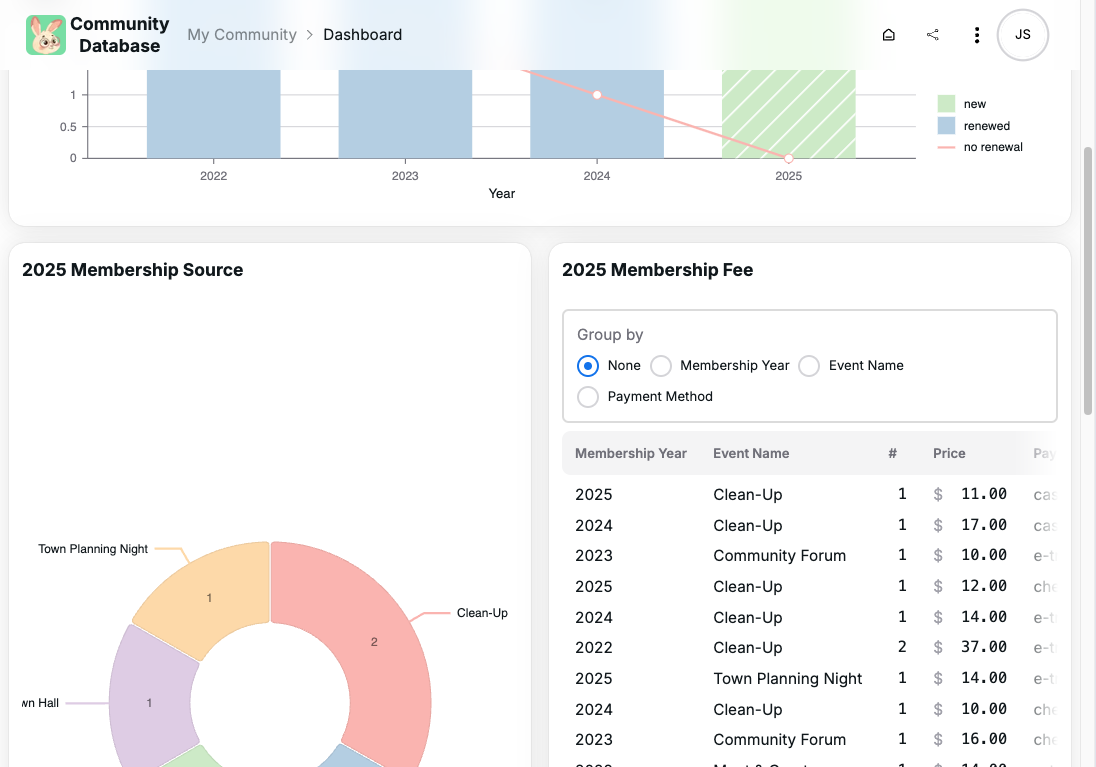 Community
Database
My Community > Dashboard
JS
1
0.5
0
2022 2023 2024 2025
Year
new
renewed
no renewal
2025 Membership Source
Town Planning Night
1
Clean-Up
2
wn Hall
1
2025 Membership Fee
Group by
None Membership Year Event Name
Payment Method
Membership Year Event Name # Price Pay
2025 Clean-Up 1 $ 11.00 cas
2024 Clean-Up 1 $ 17.00 cas
2023 Community Forum 1 $ 10.00 e-t
2025 Clean-Up 1 $ 12.00 che
2024 Clean-Up 1 $ 14.00 e-t
2022 Clean-Up 2 $ 37.00 e-t
2025 Town Planning Night 1 $ 14.00 e-t
2024 Clean-Up 1 $ 10.00 che
2023 Community Forum 1 $ 16.00 che